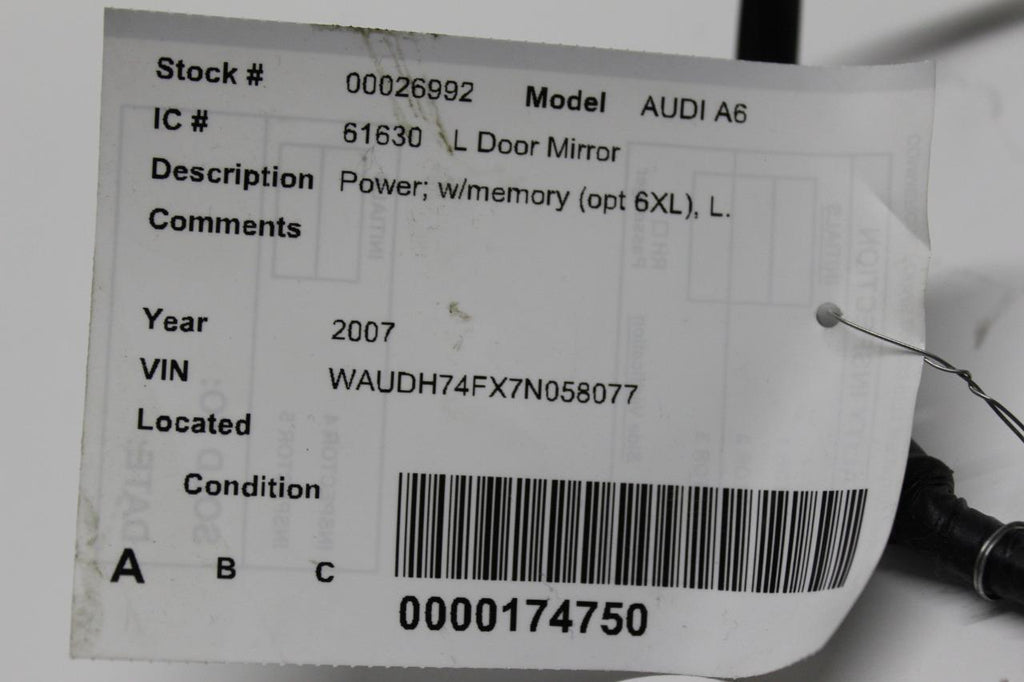 Stock # 00026992 Model AUDI A6
IC # 61630 L Door Mirror
Description Power; w/memory (opt 6XL), L.
Comments
Year 2007
VIN WAUDH74FX7N058077
Located
Condition
A B C
0000174750